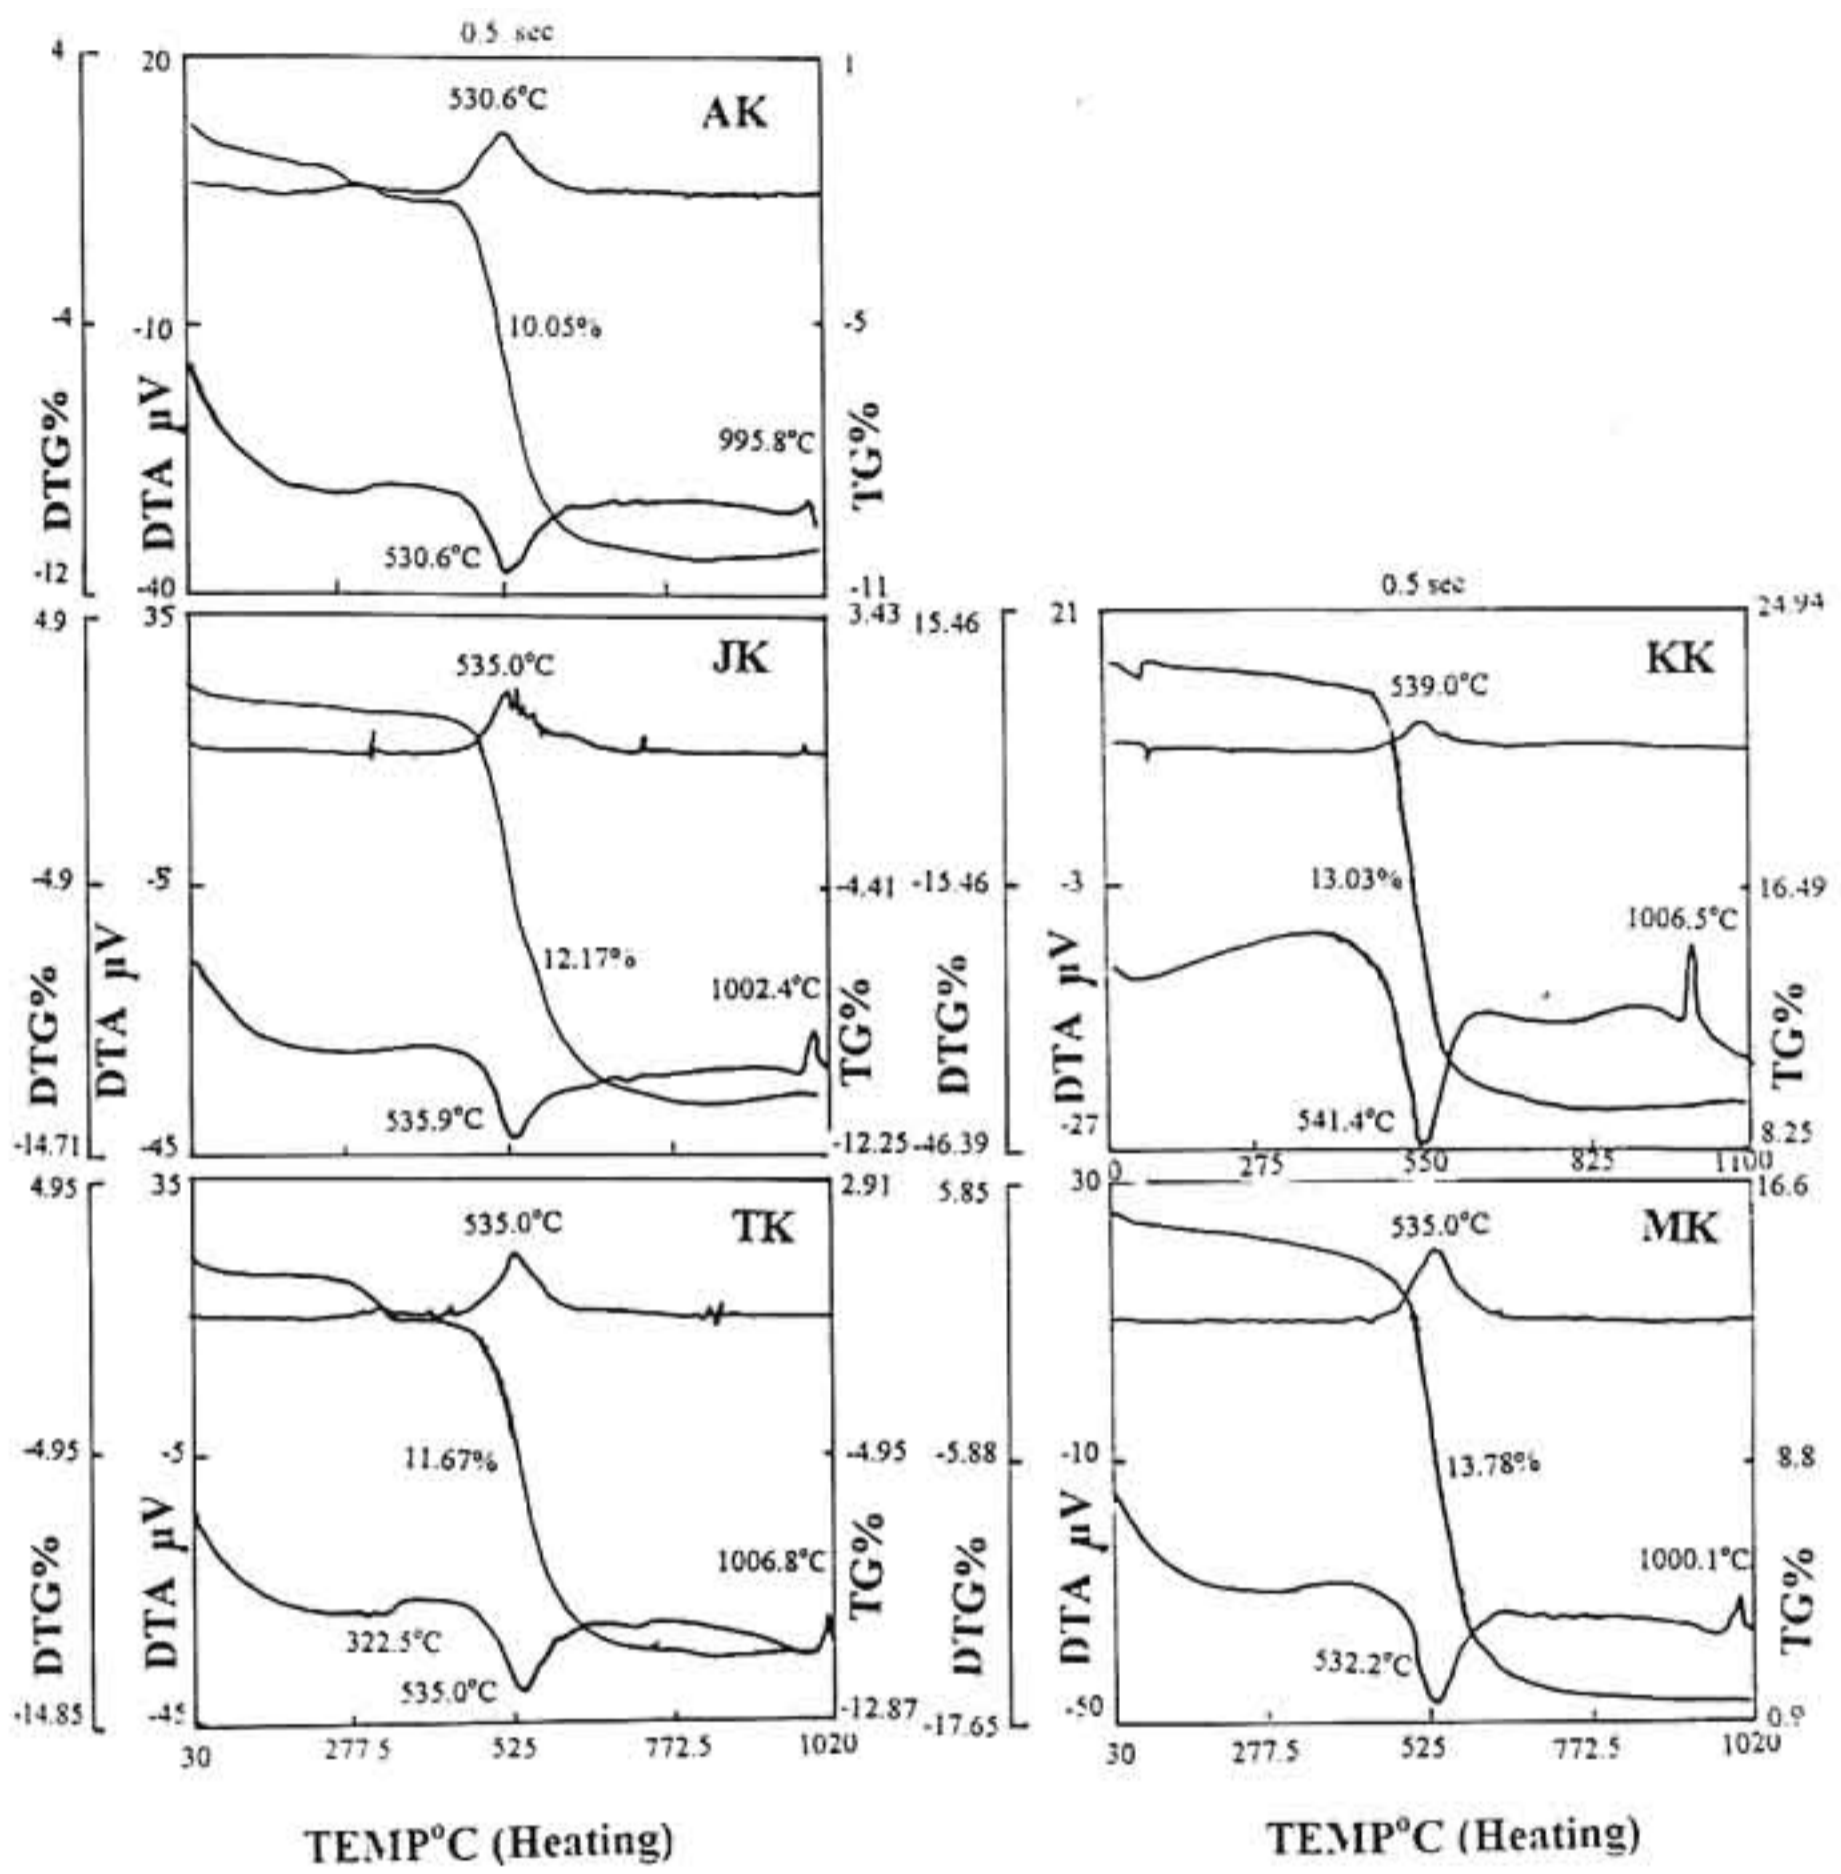 0.5 sec
4
20
1
530.6°C
AK
-4
-10
10.05%
-5
DTG%
DTA µV
995.8°C
TG%
530.6°C
-12
-40
-11
4.9
35
3.43
535.0°C
JK
-4.9
-5
-4.41
12.17%
DTG%
DTA µV
1002.4°C
TG%
535.9°C
-14.71
-45
-12.25
4.95
35
2.91
535.0°C
TK
-4.95
-5
11.67%
-4.95
DTG%
DTA µV
1006.8°C
TG%
322.5°C
535.0°C
-14.85
-45
-12.87
30
277.5
525
772.5
1020
TEMP°C (Heating)
0.5 sec
15.46
21
24.94
539.0°C
KK
-15.46
-3
13.03%
16.49
DTG%
DTA µV
1006.5°C
TG%
541.4°C
-46.39
-27
8.25
0
275
550
825
1100
5.85
30
16.6
535.0°C
MK
-5.88
-10
13.78%
8.8
DTG%
DTA µV
1000.1°C
TG%
532.2°C
-17.65
-50
0.9
30
277.5
525
772.5
1020
TEMP°C (Heating)